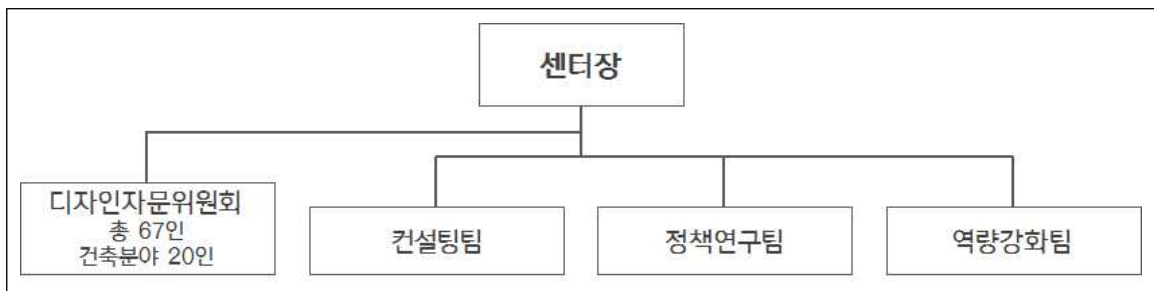 센터장
디자인자문위원회
총 67인
건축분야 20인
컨설팅팀
정책연구팀
역량강화팀